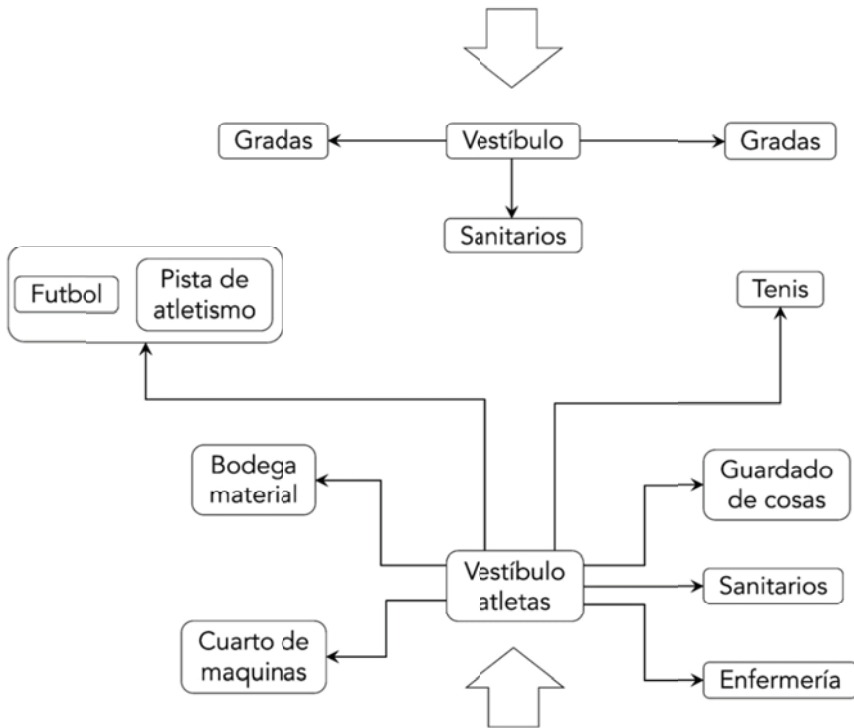 Gradas
Vestíbulo
Gradas
Sanitarios
Futbol
Pista de
atletismo
Tenis
Bodega
material
Guardado
de cosas
Vestíbulo
atletas
Sanitarios
Cuarto de
maquinas
Enfermería